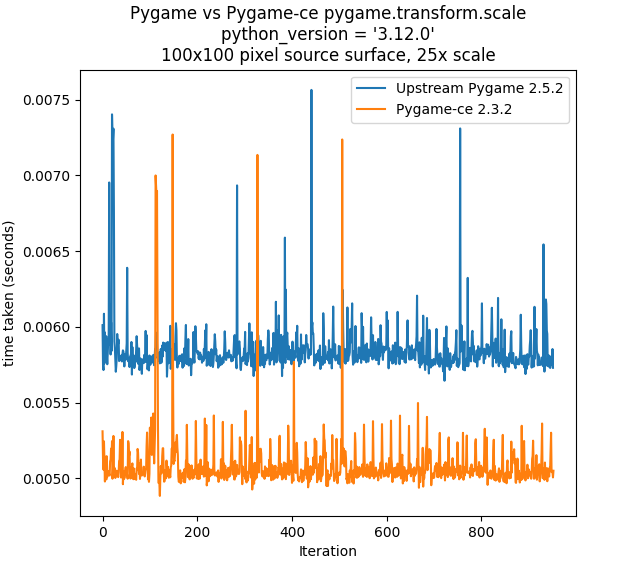 Pygame vs Pygame-ce pygame.transform.scale
python_version = '3.12.0'
100x100 pixel source surface, 25x scale
Upstream Pygame 2.5.2
Pygame-ce 2.3.2
time taken (seconds)
0.0075
0.0070
0.0065
0.0060
0.0055
0.0050
0 200 400 600 800
Iteration